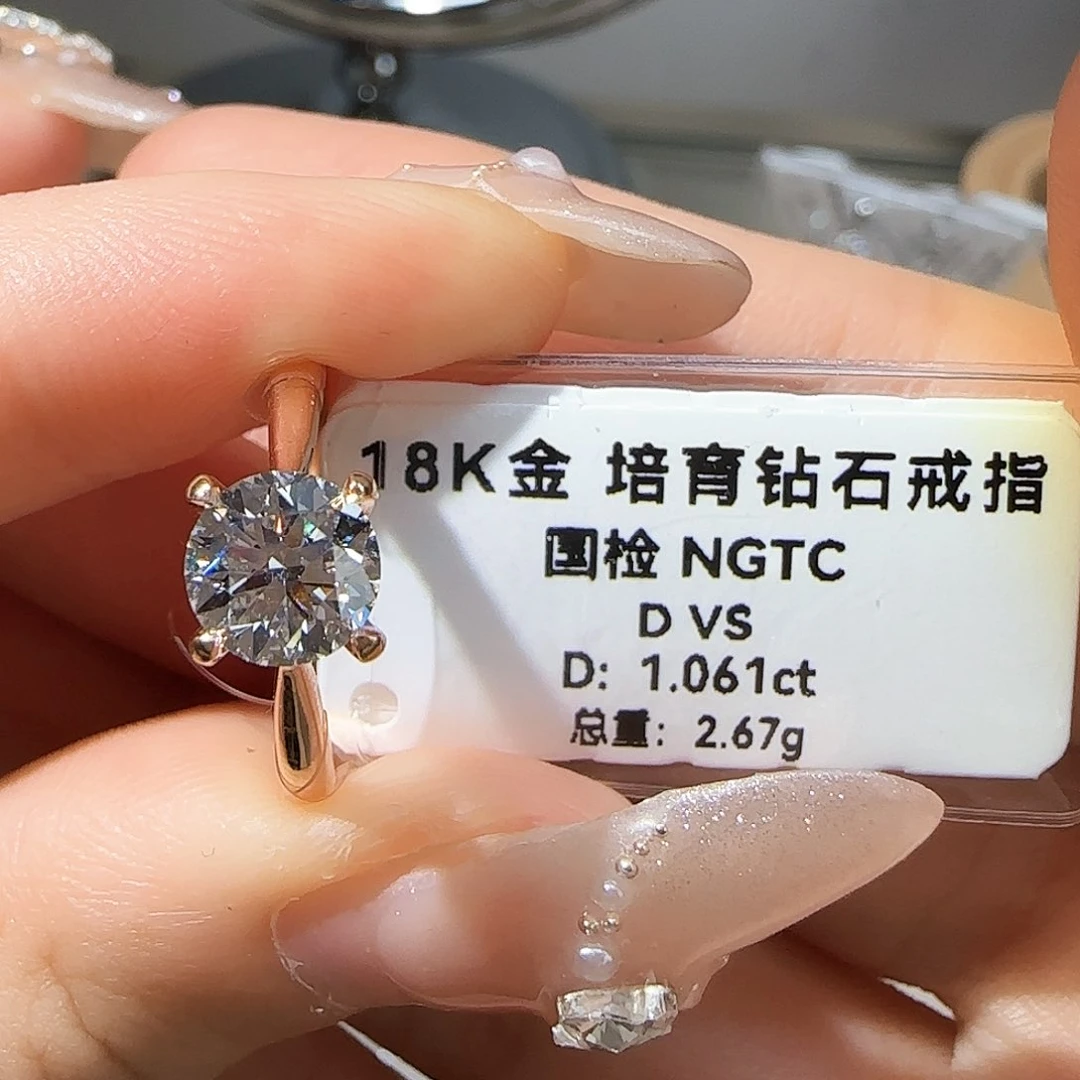 18K金 培育钻石戒指
国检 NGTC
D VS
D: 1.061ct
总重: 2.67g